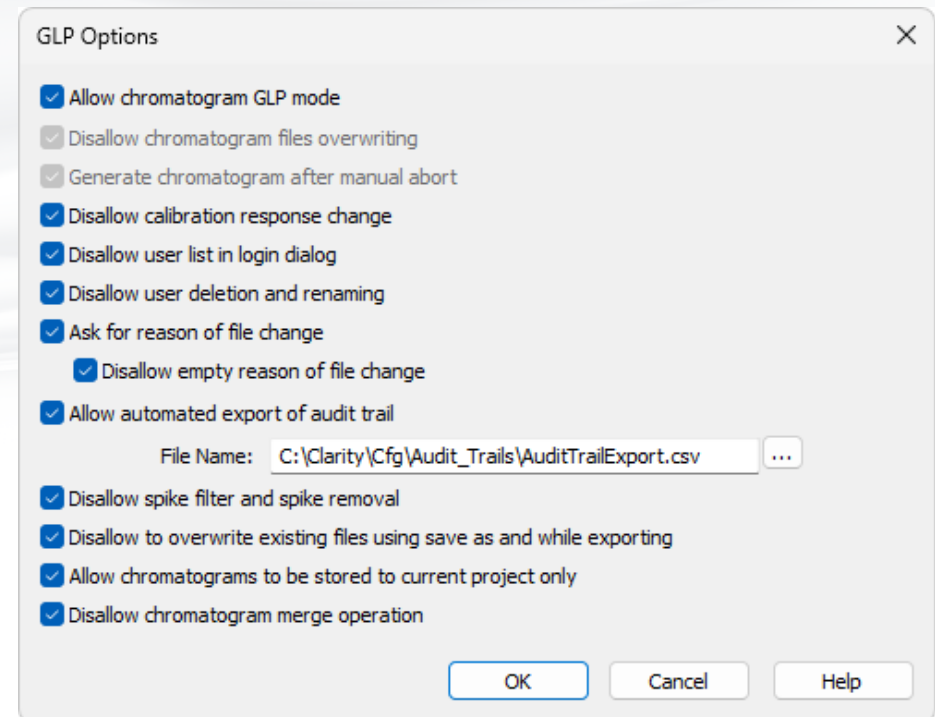 GLP Options
Allow chromatogram GLP mode
Disallow chromatogram files overwriting
Generate chromatogram after manual abort
Disallow calibration response change
Disallow user list in login dialog
Disallow user deletion and renaming
Ask for reason of file change
Disallow empty reason of file change
Allow automated export of audit trail
File Name: C:\Clarity\Cfg\Audit_Trails\AuditTrailExport.csv ...
Disallow spike filter and spike removal
Disallow to overwrite existing files using save as and while exporting
Allow chromatograms to be stored to current project only
Disallow chromatogram merge operation
OK Cancel Help